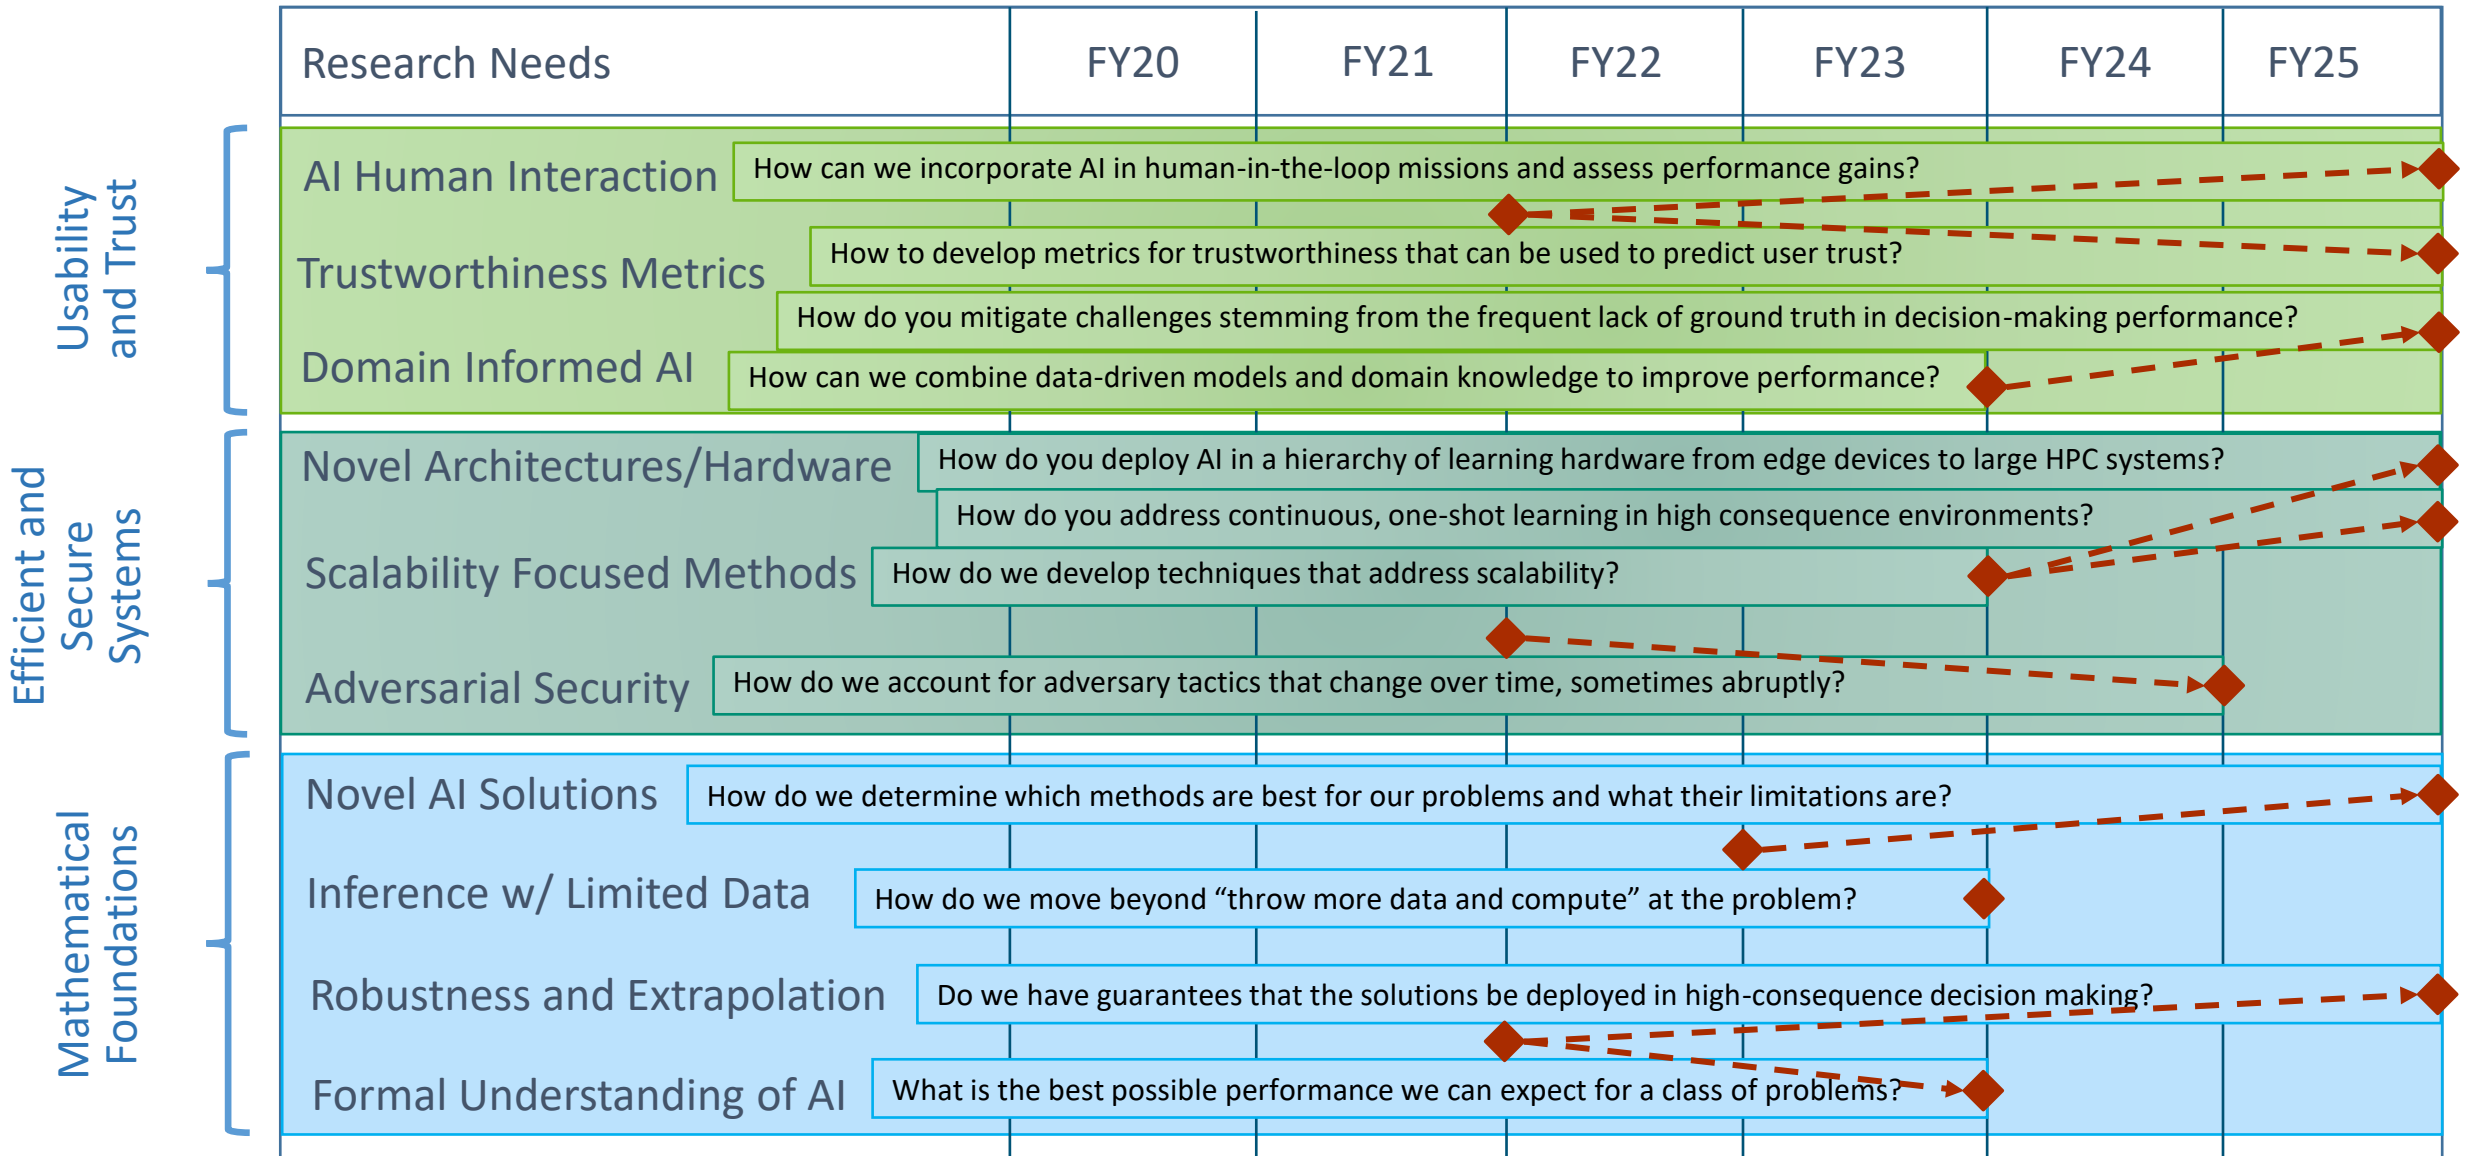 Research Needs FY20 FY21 FY22 FY23 FY24 FY25
Usability
and Trust
AI Human Interaction
How can we incorporate AI in human-in-the-loop missions and assess performance gains?
Trustworthiness Metrics
How to develop metrics for trustworthiness that can be used to predict user trust?
How do you mitigate challenges stemming from the frequent lack of ground truth in decision-making performance?
Domain Informed AI
How can we combine data-driven models and domain knowledge to improve performance?
Efficient and
Secure
Systems
Novel Architectures/Hardware
How do you deploy AI in a hierarchy of learning hardware from edge devices to large HPC systems?
How do you address continuous, one-shot learning in high consequence environments?
Scalability Focused Methods
How do we develop techniques that address scalability?
Adversarial Security
How do we account for adversary tactics that change over time, sometimes abruptly?
Mathematical
Foundations
Novel AI Solutions
How do we determine which methods are best for our problems and what their limitations are?
Inference w/ Limited Data
How do we move beyond “throw more data and compute” at the problem?
Robustness and Extrapolation
Do we have guarantees that the solutions be deployed in high-consequence decision making?
Formal Understanding of AI
What is the best possible performance we can expect for a class of problems?